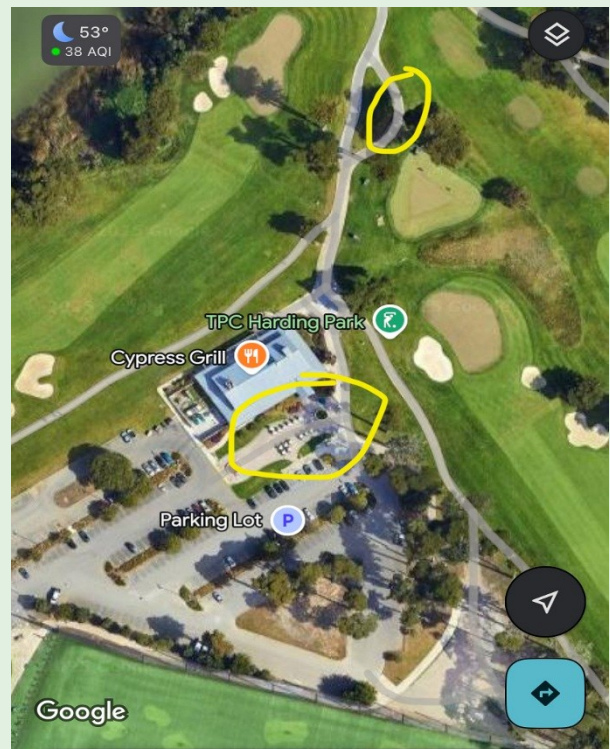 53°
38 AQI
TPC Harding Park
Cypress Grill
Parking Lot
P
Google